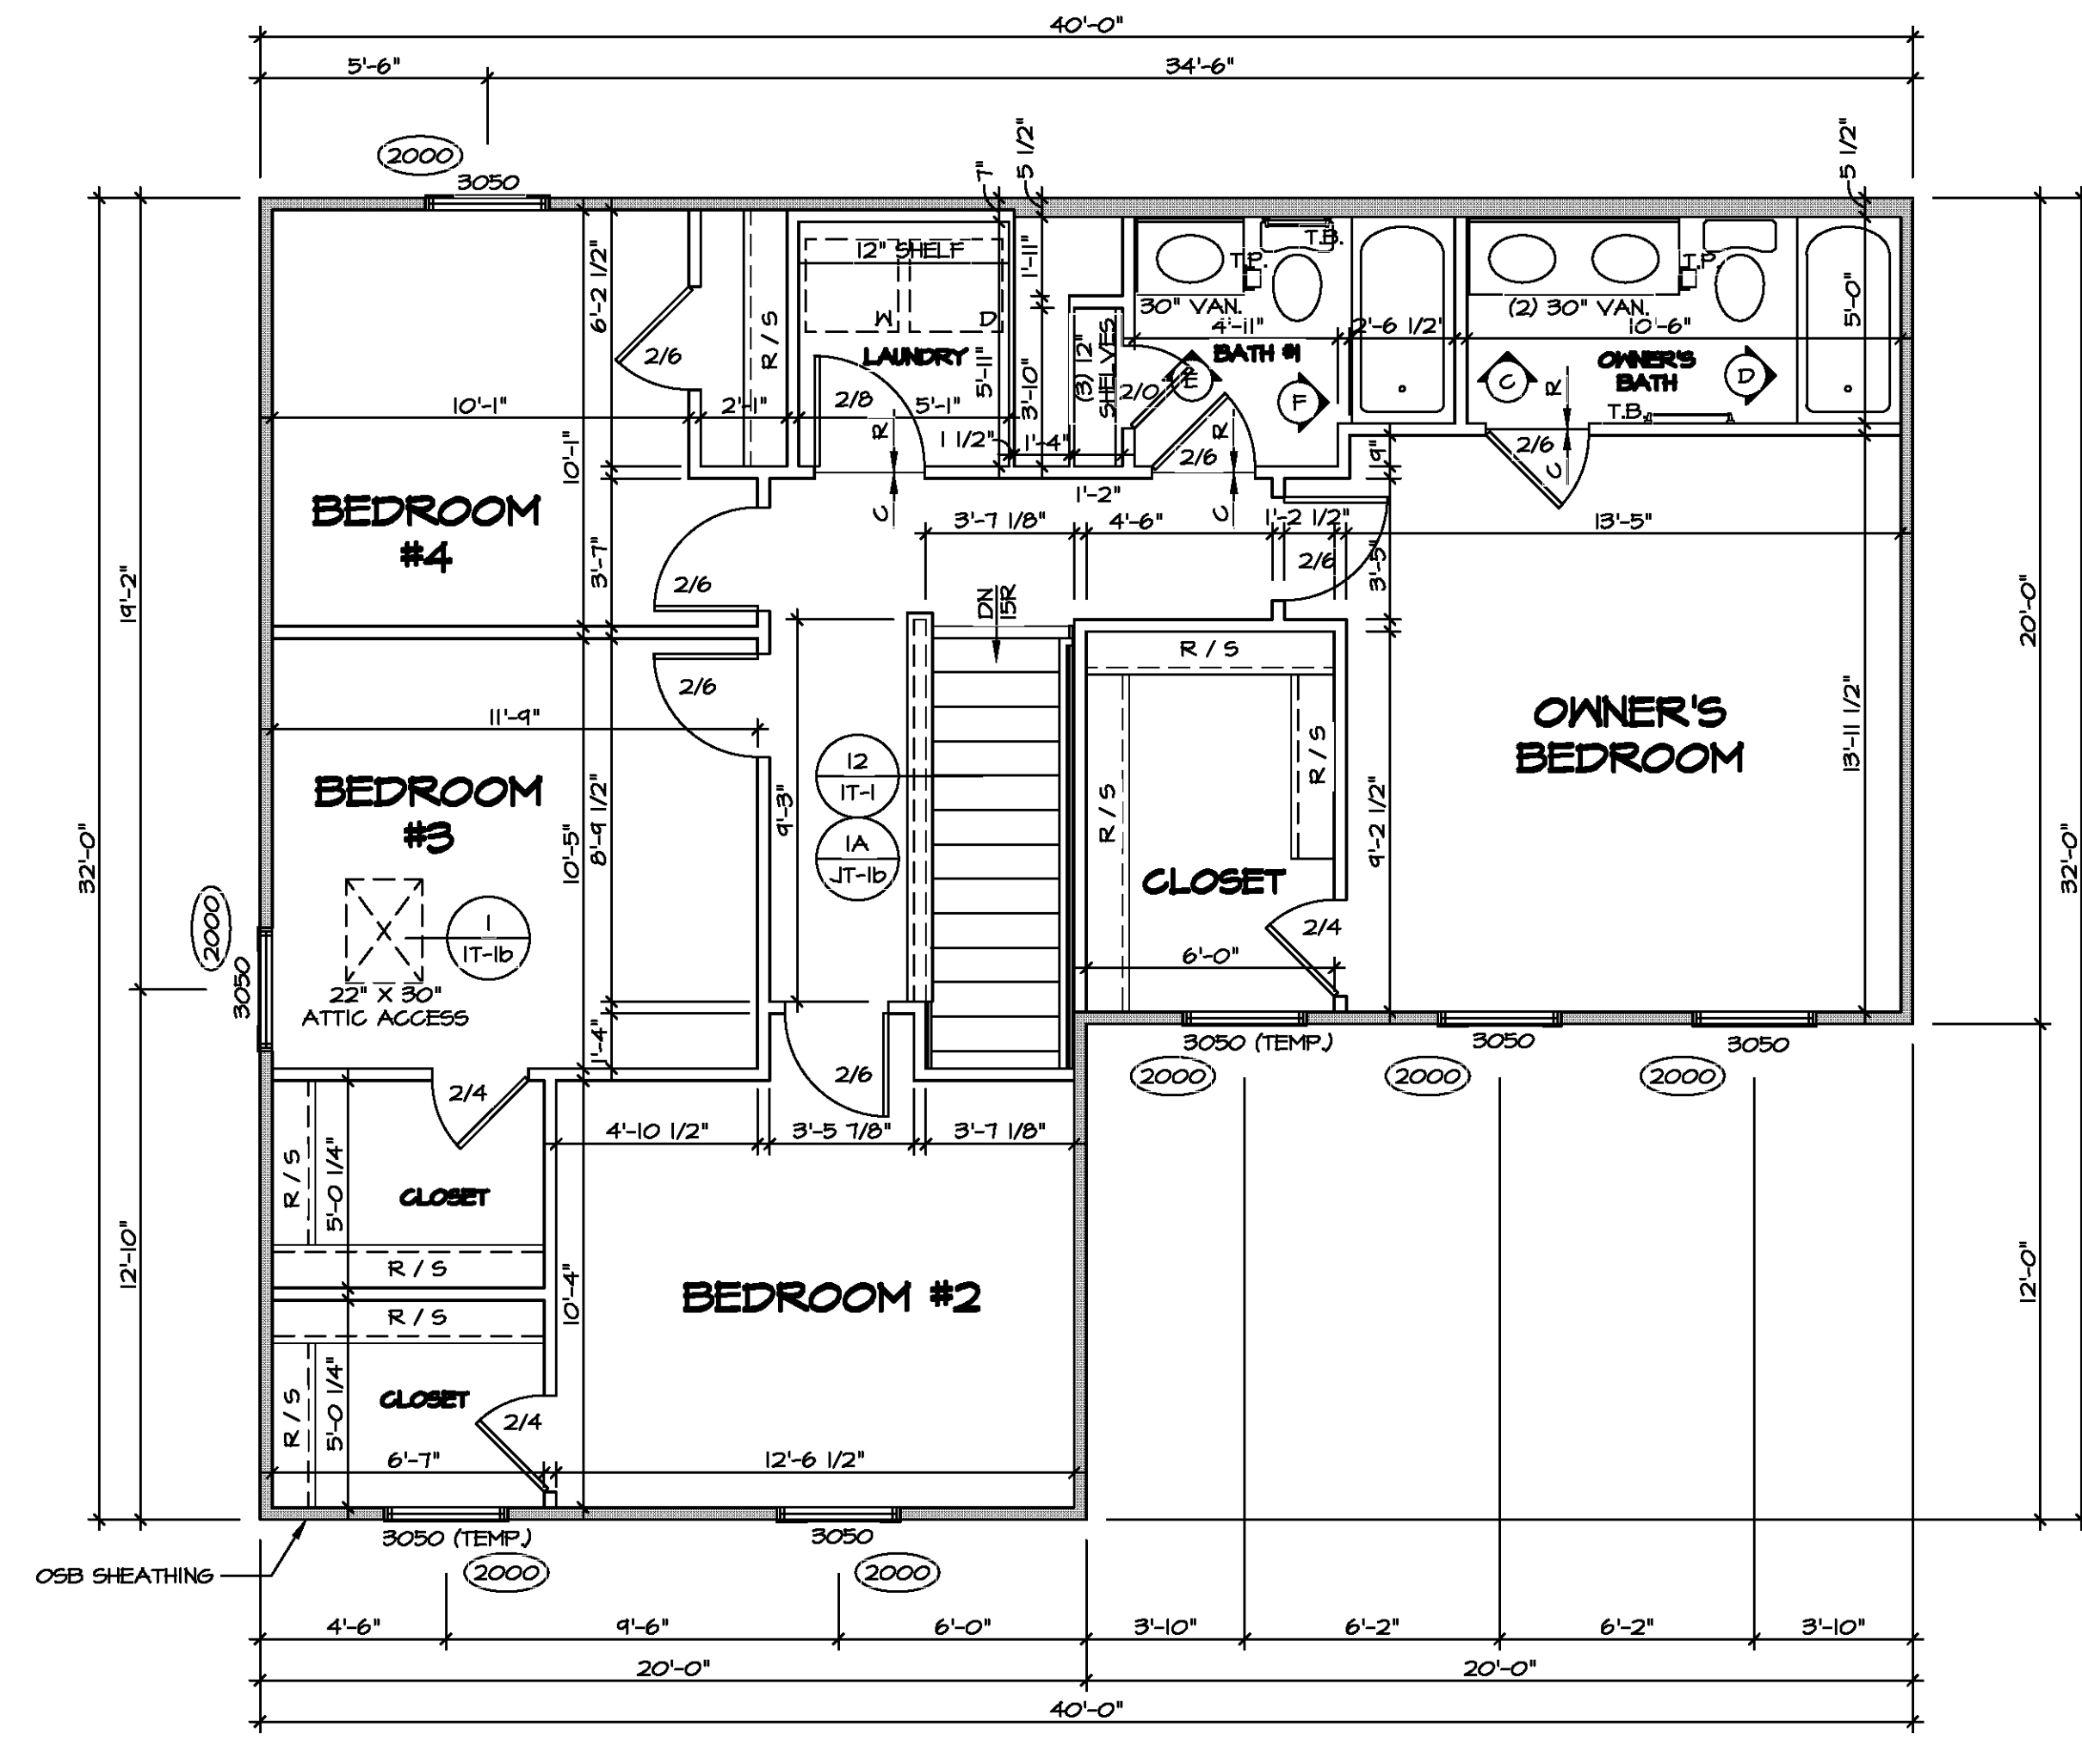 40'-0"
5'-6"
34'-6"
2000
3050
7"
5 1/2"
5 1/2"
12" SHELF
6'-2 1/2"
1'-11"
T.B.
T.P.
T.P.
30" VAN.
(2) 30" VAN.
5'-0"
R / S
W
D
2/6
LAUNDRY
5'-11"
3'-10"
(3) 12"
SHELVES
4'-11"
2'-6 1/2"
10'-6"
BATH #1
OWNER'S
BATH
E
F
C
D
R
T.B.
10'-1"
2'-1"
2/8
5'-1"
2/0
R
R
1 1/2"
1'-4"
2/6
9"
2/6
C
10'-1"
BEDROOM
#4
1'-2"
C
C
3'-7 1/8"
4'-6"
1'-2 1/2"
13'-5"
3'-7"
2/6
2/6
3'-5"
19'-2"
DN
15R
20'-0"
R / S
2/6
11'-9"
OWNER'S
BEDROOM
13'-11 1/2"
BEDROOM
#3
12
1T-1
1A
1T-1b
9'-3"
R / S
R / S
9'-2 1/2"
32'-0"
10'-5"
8'-9 1/2"
CLOSET
32'-0"
2000
3050
X
1
1T-1b
2/4
6'-0"
22" X 30"
ATTIC ACCESS
1'-4"
3050 (TEMP.)
3050
3050
2000
2000
2000
2/4
2/6
4'-10 1/2"
3'-5 7/8"
3'-7 1/8"
R / S
5'-0 1/4"
CLOSET
12'-10"
12'-0"
R / S
10'-4"
BEDROOM #2
R / S
R / S
5'-0 1/4"
CLOSET
2/4
6'-7"
12'-6 1/2"
3050 (TEMP.)
3050
OSB SHEATHING
2000
2000
4'-6"
9'-6"
6'-0"
3'-10"
6'-2"
6'-2"
3'-10"
20'-0"
20'-0"
40'-0"